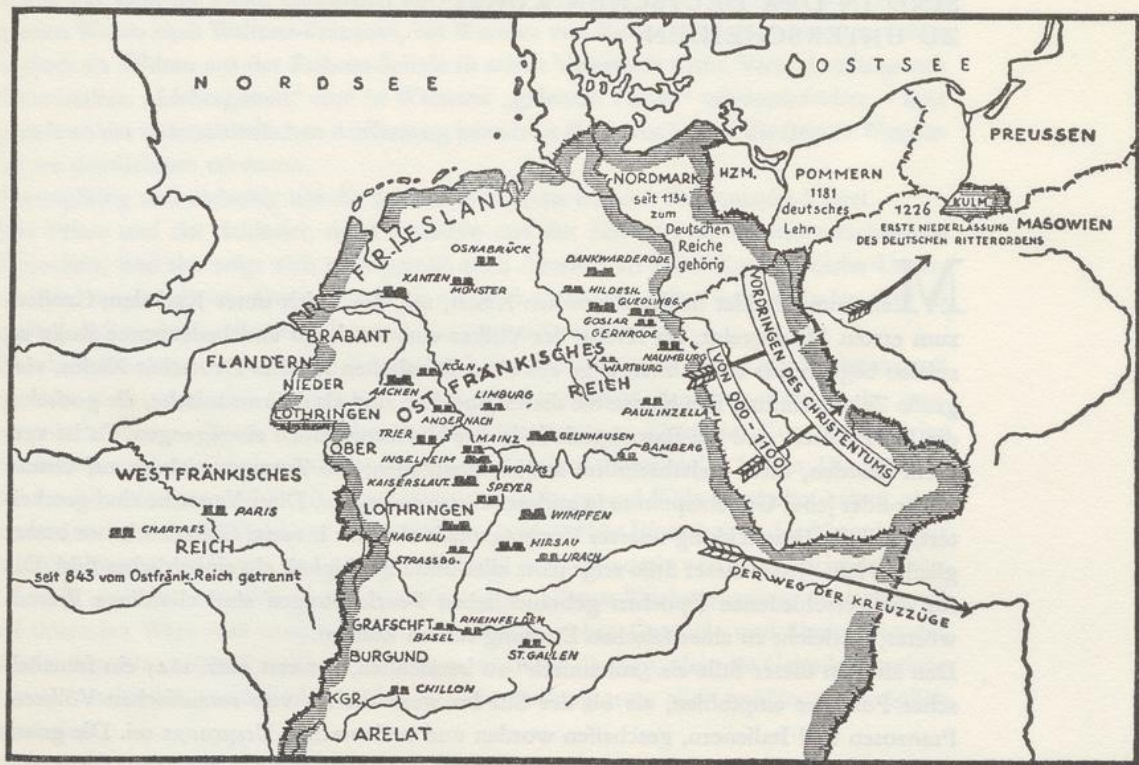 NORDSEE
OSTSEE
PREUSSEN
NORDMARK
seit 1134
zum
Deutschen
Reiche
gehörig
HZM.
POMMERN
1181
deutsches
Lehn
KULM
1226
MASOWIEN
ERSTE NIEDERLASSUNG
DES DEUTSCHEN RITTERORDENS
FRIESLAND
OSNABRÜCK
DANKWARDERODE
XANTEN
MÜNSTER
HILDESH.
QUEDLINBG.
GOSLAR
GERNRODE
BRABANT
FLANDERN
NAUMBURG
WARTBURG
OSTFRÄNKISCHES
REICH
NIEDER
LOTHRINGEN
KÖLN
AACHEN
LIMBURG
PAULINZELLE
ANDERNACH
TRIER
MAINZ
GELNHAUSEN
OBER
BAMBERG
INGELHEIM
WORMS
KAISERSLAUT.
SPEYER
LOTHRINGEN
WIMPFEN
HAGENAU
HIRSAU
URACH
STRASSBG.
VORDRINGEN DES CHRISTENTUMS
VON 900-1100
WESTFRÄNKISCHES
PARIS
CHARTRES
REICH
seit 843 vom Ostfränk.Reich getrennt
DER WEG DER KREUZZÜGE
GRAFSCHFT.
RHEINFELDEN
BASEL
ST.GALLEN
BURGUND
KGR.
CHILLON
ARELAT